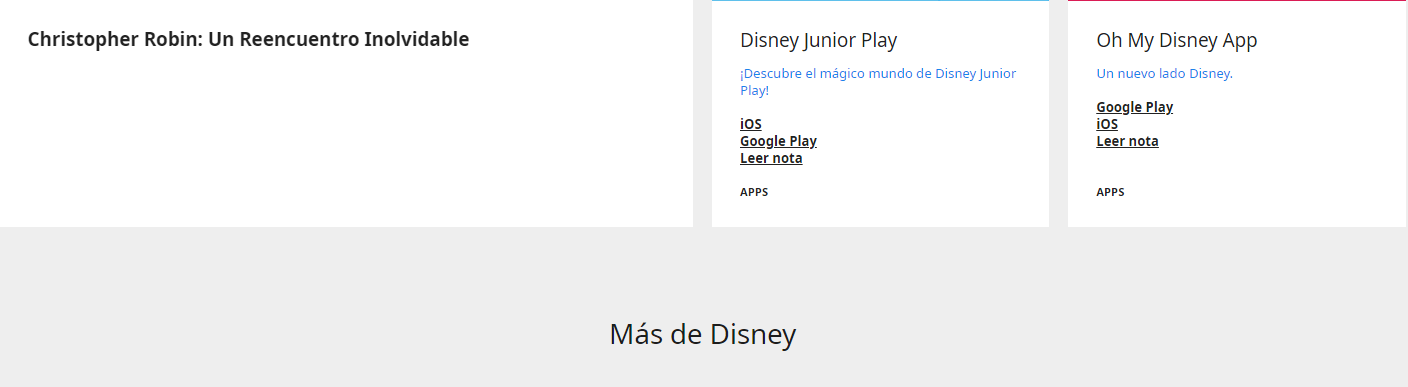 Christopher Robin: Un Reencuentro Inolvidable
Disney Junior Play
¡Descubre el mágico mundo de Disney Junior
Play!
iOS
Google Play
Leer nota
APPS
Oh My Disney App
Un nuevo lado Disney.
Google Play
iOS
Leer nota
APPS
Más de Disney